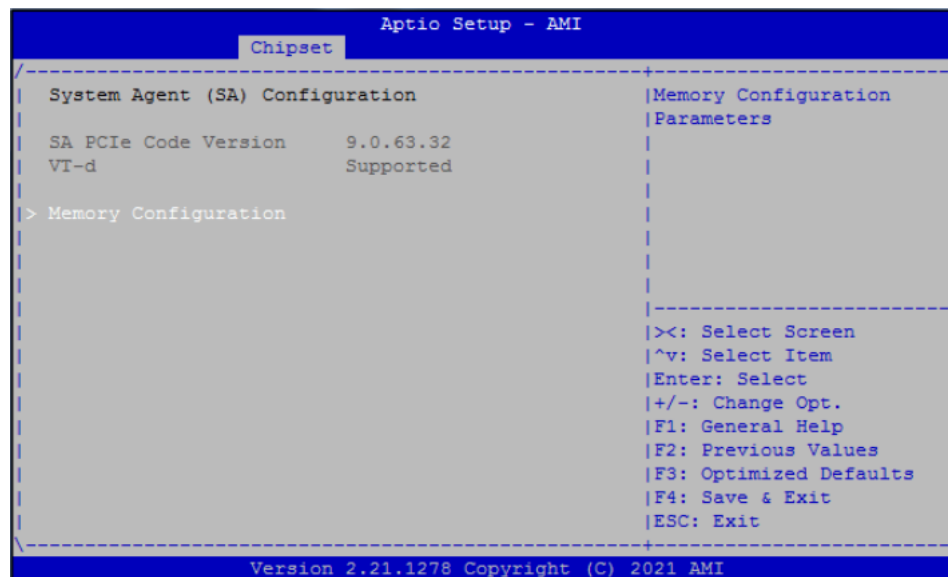 Aptio Setup - AMI
Chipset
System Agent (SA) Configuration
SA PCIe Code Version 9.0.63.32
VT-d Supported
> Memory Configuration
Memory Configuration
Parameters
><: Select Screen
^v: Select Item
Enter: Select
+/-: Change Opt.
F1: General Help
F2: Previous Values
F3: Optimized Defaults
F4: Save & Exit
ESC: Exit
Version 2.21.1278 Copyright (C) 2021 AMI